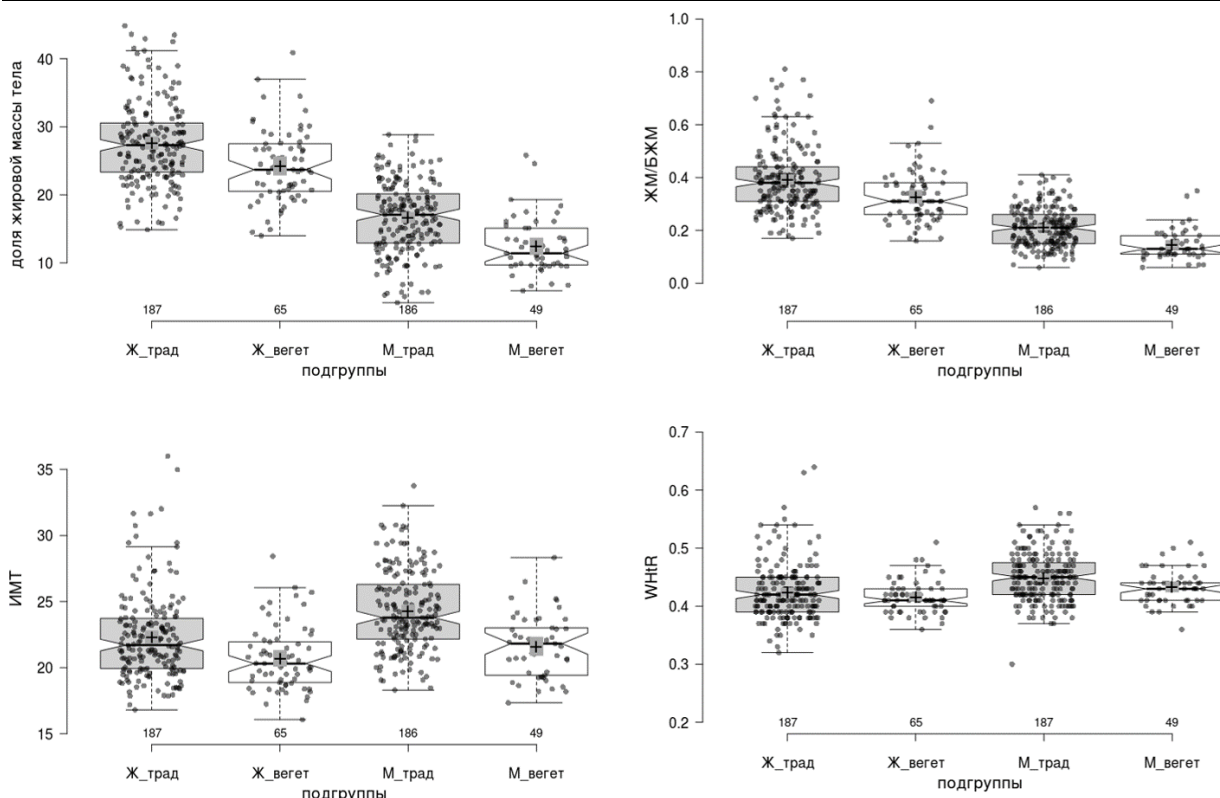 доля жировой массы тела
40
30
20
10
187 65 186 49
Ж_трад Ж_вегет М_трад М_вегет
подгруппы
ЖМ/БЖМ
1.0
0.8
0.6
0.4
0.2
0.0
187 65 186 49
Ж_трад Ж_вегет М_трад М_вегет
подгруппы
ИМТ
35
30
25
20
15
187 65 186 49
Ж_трад Ж_вегет М_трад М_вегет
подгруппы
WHtR
0.7
0.6
0.5
0.4
0.3
0.2
187 65 187 49
Ж_трад Ж_вегет М_трад М_вегет
подгруппы